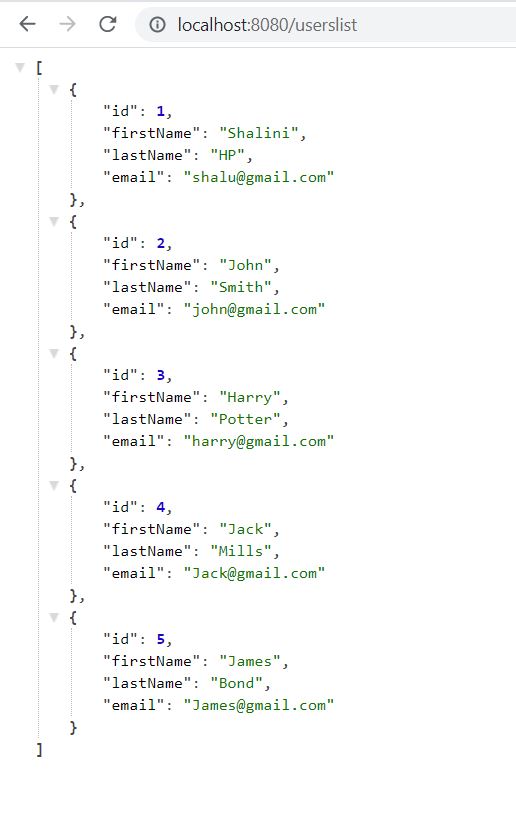 localhost:8080/userslist
[
{
"id": 1,
"firstName": "Shalini",
"lastName": "HP",
"email": "shalu@gmail.com"
},
{
"id": 2,
"firstName": "John",
"lastName": "Smith",
"email": "john@gmail.com"
},
{
"id": 3,
"firstName": "Harry",
"lastName": "Potter",
"email": "harry@gmail.com"
},
{
"id": 4,
"firstName": "Jack",
"lastName": "Mills",
"email": "Jack@gmail.com"
},
{
"id": 5,
"firstName": "James",
"lastName": "Bond",
"email": "James@gmail.com"
}
]